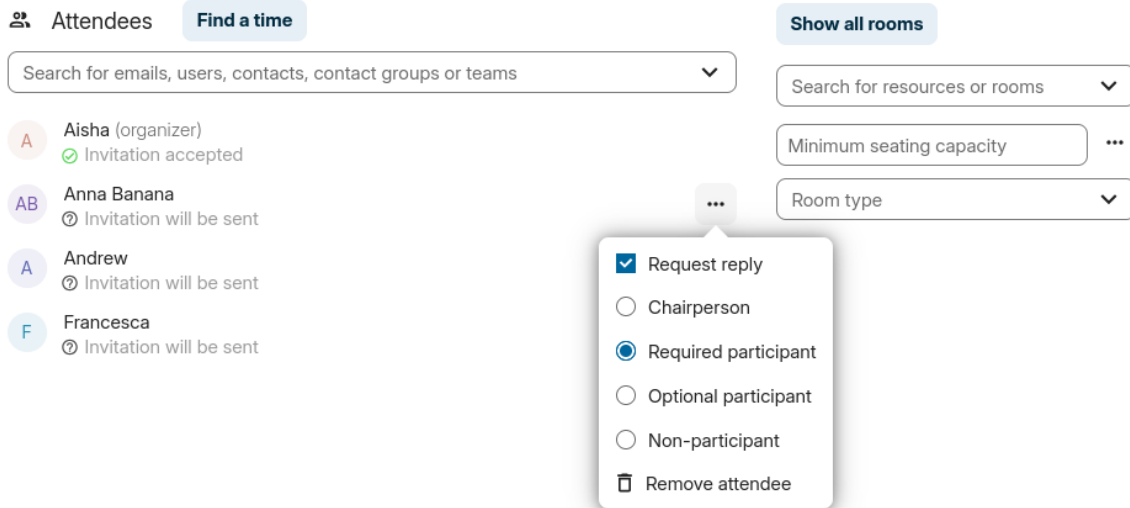 Attendees
Find a time
Search for emails, users, contacts, contact groups or teams
A
Aisha (organizer)
Invitation accepted
AB
Anna Banana
Invitation will be sent
A
Andrew
Invitation will be sent
F
Francesca
Invitation will be sent
Request reply
Chairperson
Required participant
Optional participant
Non-participant
Remove attendee
Show all rooms
Search for resources or rooms
Minimum seating capacity
Room type